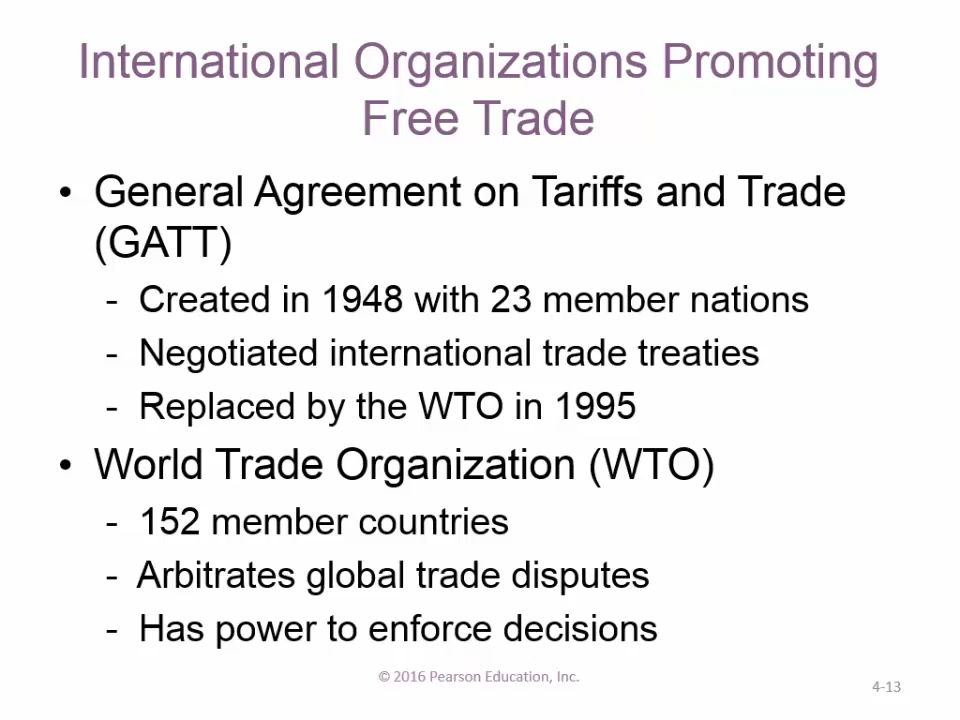 International Organizations Promoting
Free Trade
• General Agreement on Tariffs and Trade
(GATT)
- Created in 1948 with 23 member nations
- Negotiated international trade treaties
- Replaced by the WTO in 1995
• World Trade Organization (WTO)
- 152 member countries
- Arbitrates global trade disputes
- Has power to enforce decisions
© 2016 Pearson Education, Inc.
4-13